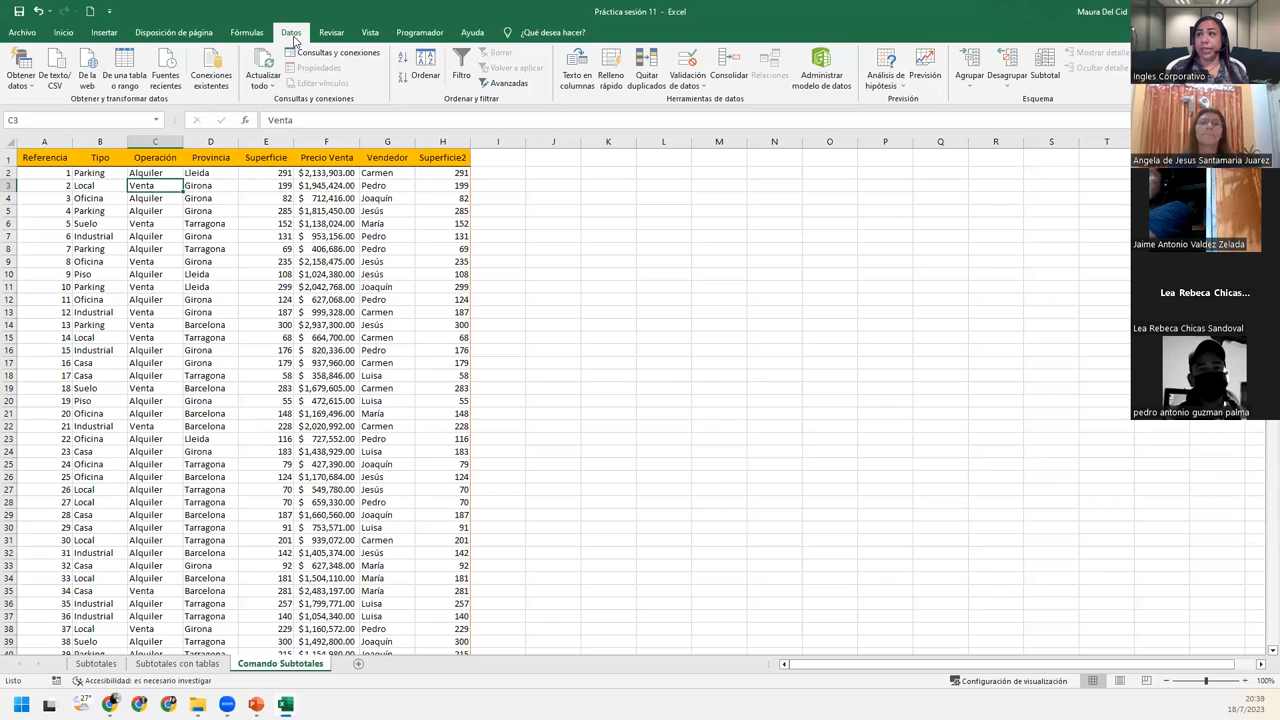 Práctica sesión 11 - Excel
Maura Del Cid
Archivo Inicio Insertar Disposición de página Fórmulas Datos Revisar Vista Programador Ayuda ¿Qué desea hacer?
Obtener datos
De texto/CSV
De la web
De una tabla o rango
Fuentes recientes
Conexiones existentes
Obtener y transformar datos
Actualizar todo
Consultas y conexiones
Propiedades
Editar vínculos
Consultas y conexiones
Ordenar
Filtro
Borrar
Volver a aplicar
Avanzadas
Ordenar y filtrar
Texto en columnas
Relleno rápido
Quitar duplicados
Validación de datos
Consolidar
Relaciones
Administrar modelo de datos
Herramientas de datos
Análisis de hipótesis
Previsión
Previsión
Agrupar
Desagrupar
Subtotal
Mostrar detalle
Ocultar detalle
Esquema
C3 fx Venta
A B C D E F G H I J K L M N O P Q R S T
1 Referencia Tipo Operación Provincia Superficie Precio Venta Vendedor Superficie2
2 1 Parking Alquiler Lleida 291 $2,133,903.00 Carmen 291
3 2 Local Venta Girona 199 $1,945,424.00 Pedro 199
4 3 Oficina Alquiler Girona 82 $ 712,416.00 Joaquín 82
5 4 Parking Alquiler Girona 285 $1,815,450.00 Jesús 285
6 5 Suelo Venta Tarragona 152 $1,138,024.00 María 152
7 6 Industrial Alquiler Girona 131 $ 953,156.00 Pedro 131
8 7 Parking Alquiler Tarragona 69 $ 406,686.00 Pedro 69
9 8 Oficina Venta Girona 235 $2,158,475.00 Jesús 235
10 9 Piso Alquiler Lleida 108 $1,024,380.00 Jesús 108
11 10 Parking Venta Lleida 299 $2,042,768.00 Joaquín 299
12 11 Oficina Alquiler Girona 124 $ 627,068.00 Pedro 124
13 12 Industrial Venta Girona 187 $ 999,328.00 Carmen 187
14 13 Parking Venta Barcelona 300 $2,937,300.00 Jesús 300
15 14 Local Venta Tarragona 68 $ 664,700.00 Carmen 68
16 15 Industrial Alquiler Girona 176 $ 820,336.00 Pedro 176
17 16 Casa Alquiler Girona 179 $ 937,960.00 Carmen 179
18 17 Casa Alquiler Tarragona 58 $ 358,846.00 Luisa 58
19 18 Suelo Venta Barcelona 283 $1,679,605.00 Carmen 283
20 19 Piso Alquiler Girona 55 $ 472,615.00 Luisa 55
21 20 Oficina Alquiler Barcelona 148 $1,169,496.00 María 148
22 21 Industrial Venta Barcelona 228 $2,020,992.00 Carmen 228
23 22 Oficina Alquiler Lleida 116 $ 727,552.00 Pedro 116
24 23 Casa Alquiler Girona 183 $1,438,929.00 Luisa 183
25 24 Oficina Alquiler Tarragona 79 $ 427,390.00 Joaquín 79
26 25 Oficina Alquiler Barcelona 124 $1,170,684.00 Jesús 124
27 26 Local Alquiler Tarragona 70 $ 549,780.00 Jesús 70
28 27 Local Alquiler Tarragona 70 $ 659,330.00 Pedro 70
29 28 Casa Alquiler Tarragona 187 $1,660,560.00 Joaquín 187
30 29 Casa Alquiler Tarragona 91 $ 753,571.00 Luisa 91
31 30 Local Alquiler Tarragona 201 $ 939,072.00 Carmen 201
32 31 Industrial Alquiler Barcelona 142 $1,405,374.00 Jesús 142
33 32 Casa Alquiler Girona 92 $ 627,348.00 María 92
34 33 Local Alquiler Barcelona 181 $1,504,110.00 María 181
35 34 Casa Venta Barcelona 281 $2,483,197.00 María 281
36 35 Industrial Alquiler Tarragona 257 $1,799,771.00 Luisa 257
37 36 Industrial Alquiler Tarragona 140 $1,054,340.00 Luisa 140
38 37 Local Venta Girona 229 $1,160,572.00 Pedro 229
39 38 Suelo Alquiler Tarragona 300 $1,492,800.00 María 300
40 39 Parking Alquiler Tarragona 215 Joaquín 215
Subtotales Subtotales con tablas Comando Subtotales
Listo Accesibilidad: es necesario investigar Configuración de visualización 100%
27°
20:39
18/7/2023
Ingles Corporativo
Angela de Jesus Santamaria Juarez
Jaime Antonio Valdez Zelada
Lea Rebeca Chicas...
Lea Rebeca Chicas Sandoval
pedro antonio guzman palma